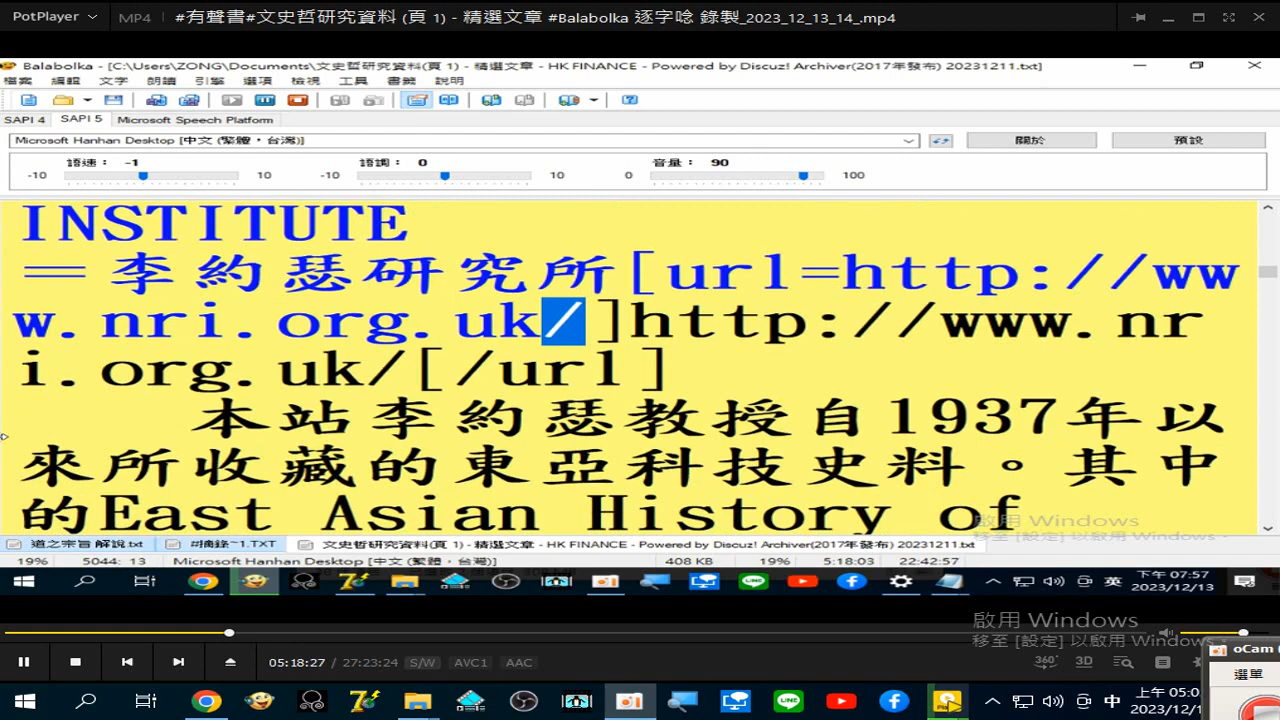 PotPlayer MP4 #有聲書#文史哲研究資料 (頁 1) - 精選文章 #Balabolka 逐字唸 錄製_2023_12_13_14_.mp4
Balabolka - [C:\Users\ZONG\Documents\文史哲研究資料(頁 1) - 精選文章 - HK FINANCE - Powered by Discuz! Archiver(2017年發布) 20231211.txt]
檔案 編輯 文字 朗讀 引擎 選項 檢視 工具 書籤 說明
SAPI 4 SAPI 5 Microsoft Speech Platform
Microsoft Hanhan Desktop [中文 (繁體，台灣)] 關於 預設
語速： -1 語調： 0 音量： 90
-10 10 -10 10 0 100
INSTITUTE
＝李約瑟研究所[url=http://ww
w.nri.org.uk/]http://www.nr
i.org.uk/[/url]
本站李約瑟教授自1937年以
來所收藏的東亞科技史料。其中
的East Asian History of
啟用 Windows
移至 [設定] 以啟用 Windows。
道之宗旨 解說.txt #摘錄~1.TXT 文史哲研究資料(頁 1) - 精選文章 - HK FINANCE - Powered by Discuz! Archiver(2017年發布) 20231211.txt
19% 5044: 13 Microsoft Hanhan Desktop [中文 (繁體，台灣)] 408 KB 19% 5:18:03 22:42:57
英 下午 07:57
2023/12/13
啟用 Windows
移至 [設定] 以啟用 Windows。
oCam
05:18:27 / 27:23:24 S/W AVC1 AAC 360° 3D
選單
中 上午 05:0
2023/12/1